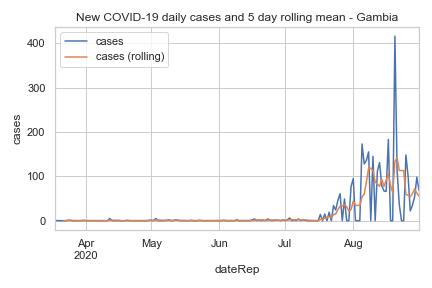 New COVID-19 daily cases and 5 day rolling mean - Gambia
cases
cases (rolling)
400
300
200
100
0
cases
Apr
2020
May
Jun
Jul
Aug
dateRep